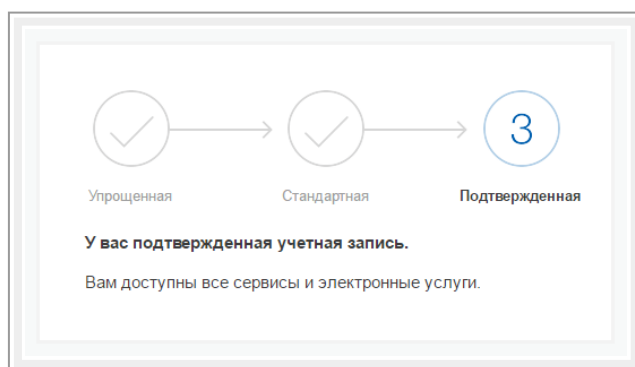 3
Упрощенная Стандартная Подтвержденная
У вас подтвержденная учетная запись.
Вам доступны все сервисы и электронные услуги.